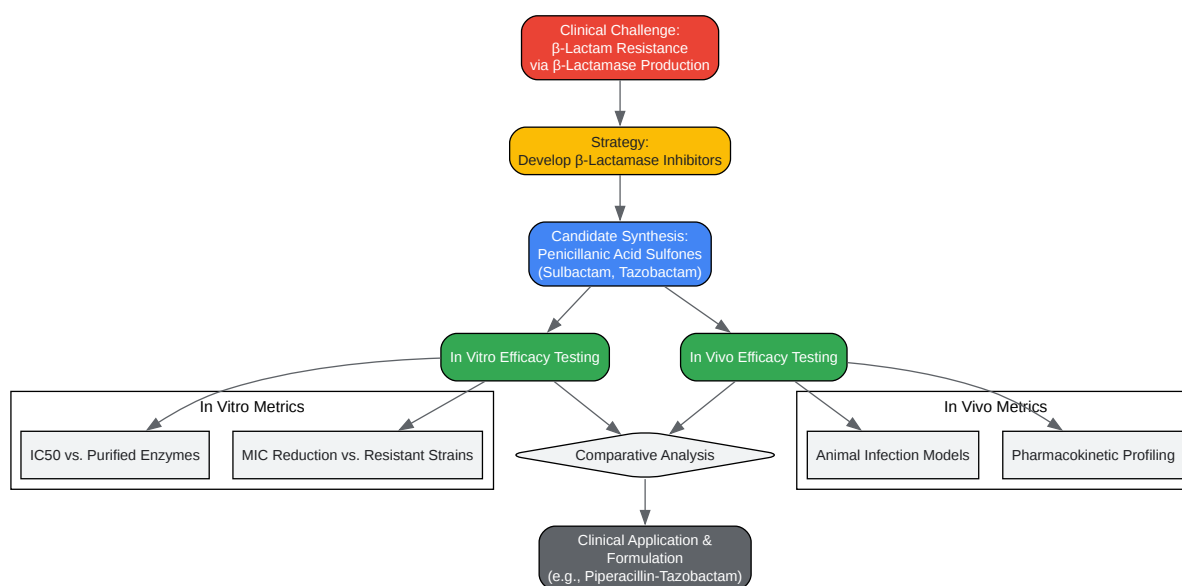 Clinical Challenge:
β-Lactam Resistance
via β-Lactamase Production
Strategy:
Develop β-Lactamase Inhibitors
Candidate Synthesis:
Penicillanic Acid Sulfones
(Sulbactam, Tazobactam)
In Vitro Efficacy Testing
In Vivo Efficacy Testing
In Vitro Metrics
IC50 vs. Purified Enzymes
MIC Reduction vs. Resistant Strains
Comparative Analysis
In Vivo Metrics
Animal Infection Models
Pharmacokinetic Profiling
Clinical Application &
Formulation
(e.g., Piperacillin-Tazobactam)